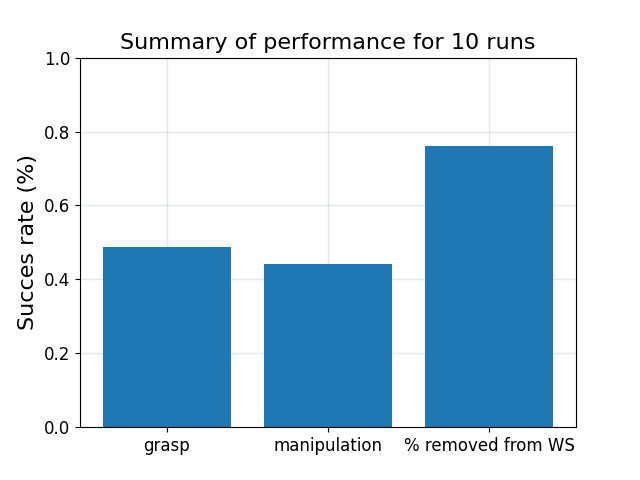 Summary of performance for 10 runs
Succes rate (%)
1.0
0.8
0.6
0.4
0.2
0.0
grasp
manipulation
% removed from WS